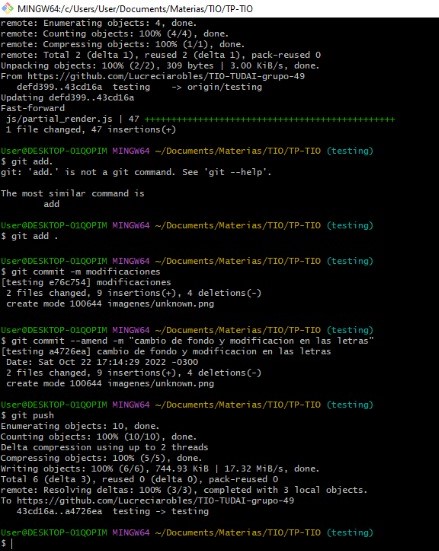 MINGW64:/c/Users/User/Documents/Materias/TIO/TP-TIO
remote: Enumerating objects: 4, done.
remote: Counting objects: 100% (4/4), done.
remote: Compressing objects: 100% (1/1), done.
remote: Total 2 (delta 1), reused 2 (delta 1), pack-reused 0
Unpacking objects: 100% (2/2), 309 bytes | 3.00 KiB/s, done.
From https://github.com/Lucreciarobles/TIO-TUDAI-grupo-49
defd399..43cd16a  testing    -> origin/testing
Updating defd399..43cd16a
Fast-forward
js/partial_render.js | 47 +++++++++++++++++++++++++++++++++++++++++++++++
1 file changed, 47 insertions(+)
User@DESKTOP-01QOPIM MINGW64 ~/Documents/Materias/TIO/TP-TIO (testing)
$ git add.
git: 'add.' is not a git command. See 'git --help'.
The most similar command is
add
User@DESKTOP-01QOPIM MINGW64 ~/Documents/Materias/TIO/TP-TIO (testing)
$ git add .
User@DESKTOP-01QOPIM MINGW64 ~/Documents/Materias/TIO/TP-TIO (testing)
$ git commit -m modificaciones
[testing e76c754] modificaciones
2 files changed, 9 insertions(+), 4 deletions(-)
create mode 100644 imagenes/unknown.png
User@DESKTOP-01QOPIM MINGW64 ~/Documents/Materias/TIO/TP-TIO (testing)
$ git commit --amend -m "cambio de fondo y modificacion en las letras"
[testing a4726ea] cambio de fondo y modificacion en las letras
Date: Sat Oct 22 17:14:29 2022 -0300
2 files changed, 9 insertions(+), 4 deletions(-)
create mode 100644 imagenes/unknown.png
User@DESKTOP-01QOPIM MINGW64 ~/Documents/Materias/TIO/TP-TIO (testing)
$ git push
Enumerating objects: 10, done.
Counting objects: 100% (10/10), done.
Delta compression using up to 2 threads
Compressing objects: 100% (5/5), done.
Writing objects: 100% (6/6), 744.93 KiB | 17.32 MiB/s, done.
Total 6 (delta 3), reused 0 (delta 0), pack-reused 0
remote: Resolving deltas: 100% (3/3), completed with 3 local objects.
To https://github.com/Lucreciarobles/TIO-TUDAI-grupo-49
43cd16a..a4726ea  testing -> testing
User@DESKTOP-01QOPIM MINGW64 ~/Documents/Materias/TIO/TP-TIO (testing)
$